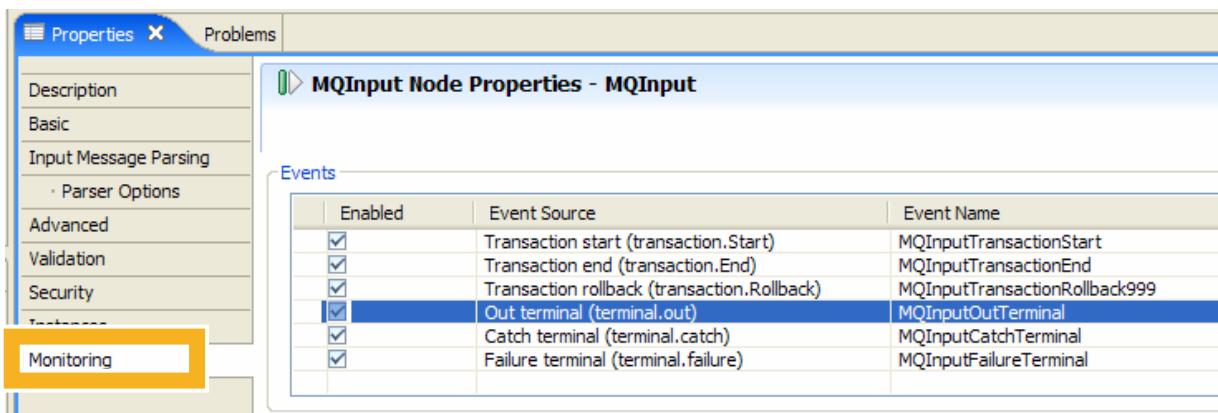 Properties Problems
Description
Basic
Input Message Parsing
· Parser Options
Advanced
Validation
Security
Instances
Monitoring
MQInput Node Properties - MQInput
Events
Enabled Event Source Event Name
Transaction start (transaction.Start) MQInputTransactionStart
Transaction end (transaction.End) MQInputTransactionEnd
Transaction rollback (transaction.Rollback) MQInputTransactionRollback999
Out terminal (terminal.out) MQInputOutTerminal
Catch terminal (terminal.catch) MQInputCatchTerminal
Failure terminal (terminal.failure) MQInputFailureTerminal